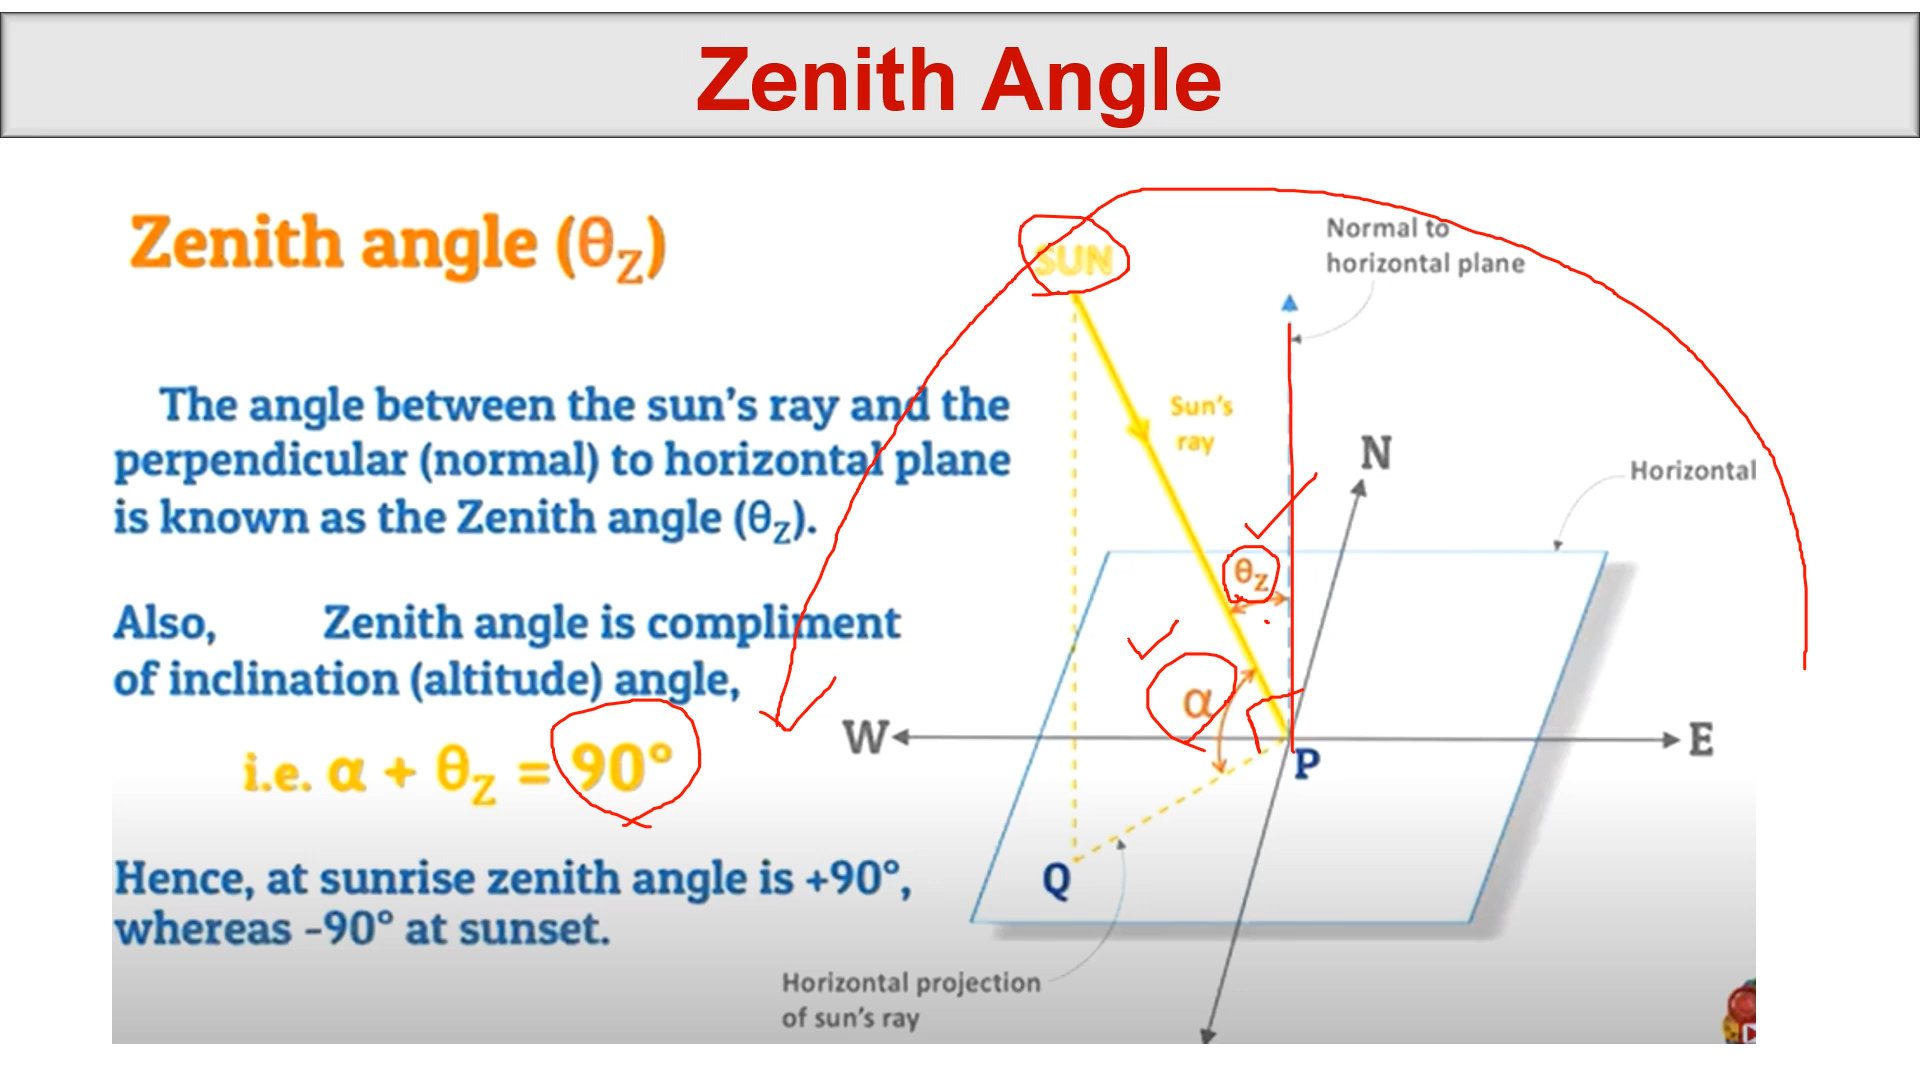 Zenith Angle
Zenith angle (θZ)
The angle between the sun's ray and the
perpendicular (normal) to horizontal plane
is known as the Zenith angle (θZ).
Also, Zenith angle is compliment
of inclination (altitude) angle,
i.e. α + θZ = 90°
Hence, at sunrise zenith angle is +90°,
whereas -90° at sunset.
SUN
Normal to
horizontal plane
Sun's
ray
N
Horizontal
θZ
α
W
E
P
Q
Horizontal projection
of sun's ray